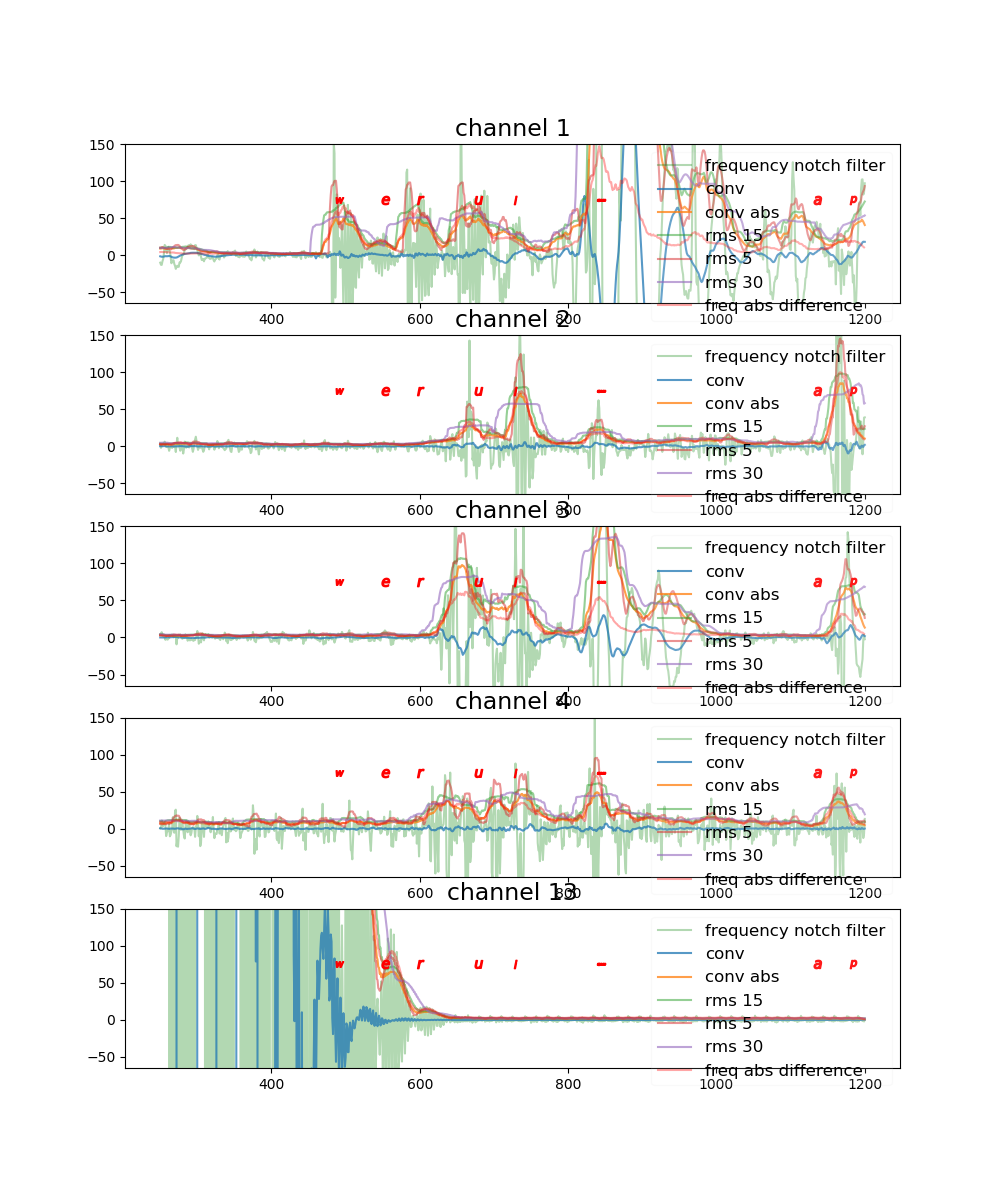 channel 1
150
100
50
0
−50
w e r u i –
a p
frequency notch filter
conv
conv abs
rms 15
rms 5
rms 30
freq abs difference
400 600 800 1000 1200
channel 2
150
100
50
0
−50
w e r u i –
a p
frequency notch filter
conv
conv abs
rms 15
rms 5
rms 30
freq abs difference
400 600 800 1000 1200
channel 3
150
100
50
0
−50
w e r u i –
a p
frequency notch filter
conv
conv abs
rms 15
rms 5
rms 30
freq abs difference
400 600 800 1000 1200
channel 4
150
100
50
0
−50
w e r u i –
a p
frequency notch filter
conv
conv abs
rms 15
rms 5
rms 30
freq abs difference
400 600 800 1000 1200
channel 13
150
100
50
0
−50
w e r u i –
a p
frequency notch filter
conv
conv abs
rms 15
rms 5
rms 30
freq abs difference
400 600 800 1000 1200